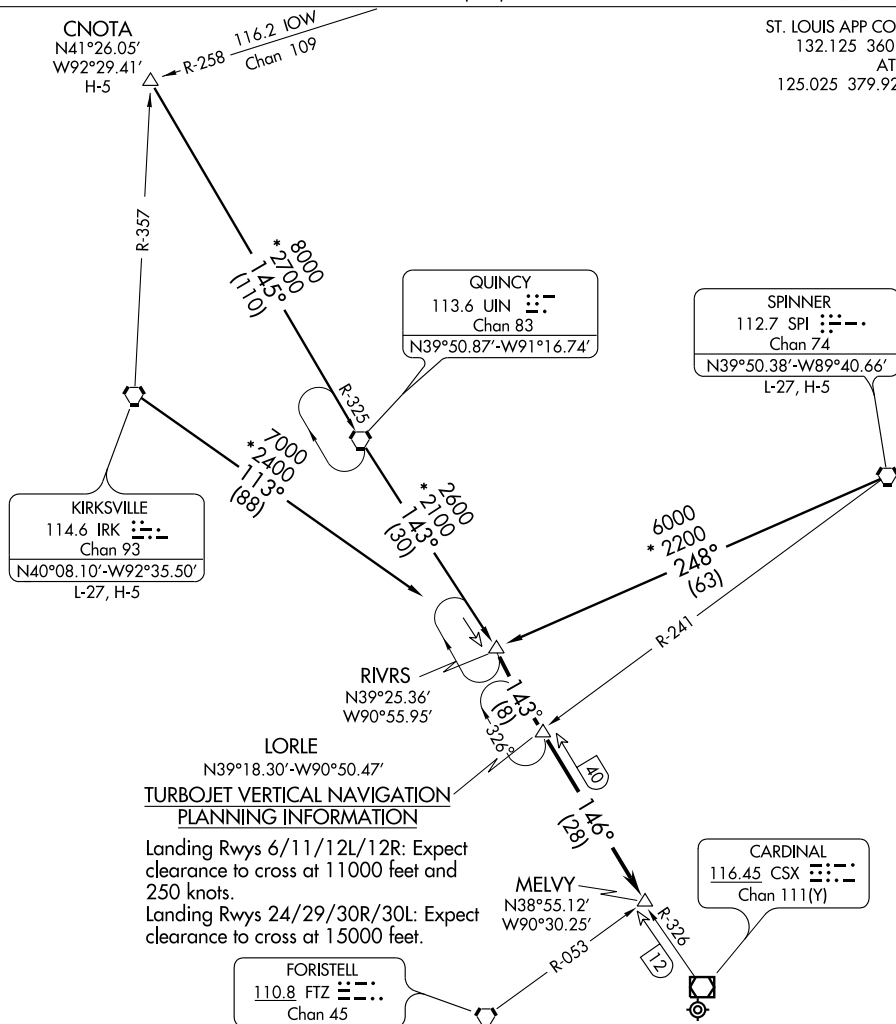 CNOTA
N41°26.05′
W92°29.41′
H-5
R-258
116.2 IOW
Chan 109
ST. LOUIS APP CO
132.125 360
AT
125.025 379.92
R-357
8000
*2700
145°
(110)
QUINCY
113.6 UIN
Chan 83
N39°50.87′-W91°16.74′
SPINNER
112.7 SPI
Chan 74
N39°50.38′-W89°40.66′
L-27, H-5
R-325
7000
*2400
113°
(88)
KIRKSVILLE
114.6 IRK
Chan 93
N40°08.10′-W92°35.50′
L-27, H-5
2600
*2100
143°
(30)
6000
*2200
248°
(63)
R-241
RIVRS
N39°25.36′
W90°55.95′
143°
(8)
326°
LORLE
N39°18.30′-W90°50.47′
TURBOJET VERTICAL NAVIGATION
PLANNING INFORMATION
Landing Rwys 6/11/12L/12R: Expect
clearance to cross at 11000 feet and
250 knots.
Landing Rwys 24/29/30R/30L: Expect
clearance to cross at 15000 feet.
40
146°
(28)
MELVY
N38°55.12′
W90°30.25′
CARDINAL
116.45 CSX
Chan 111(Y)
R-326
12
R-053
FORISTELL
110.8 FTZ
Chan 45